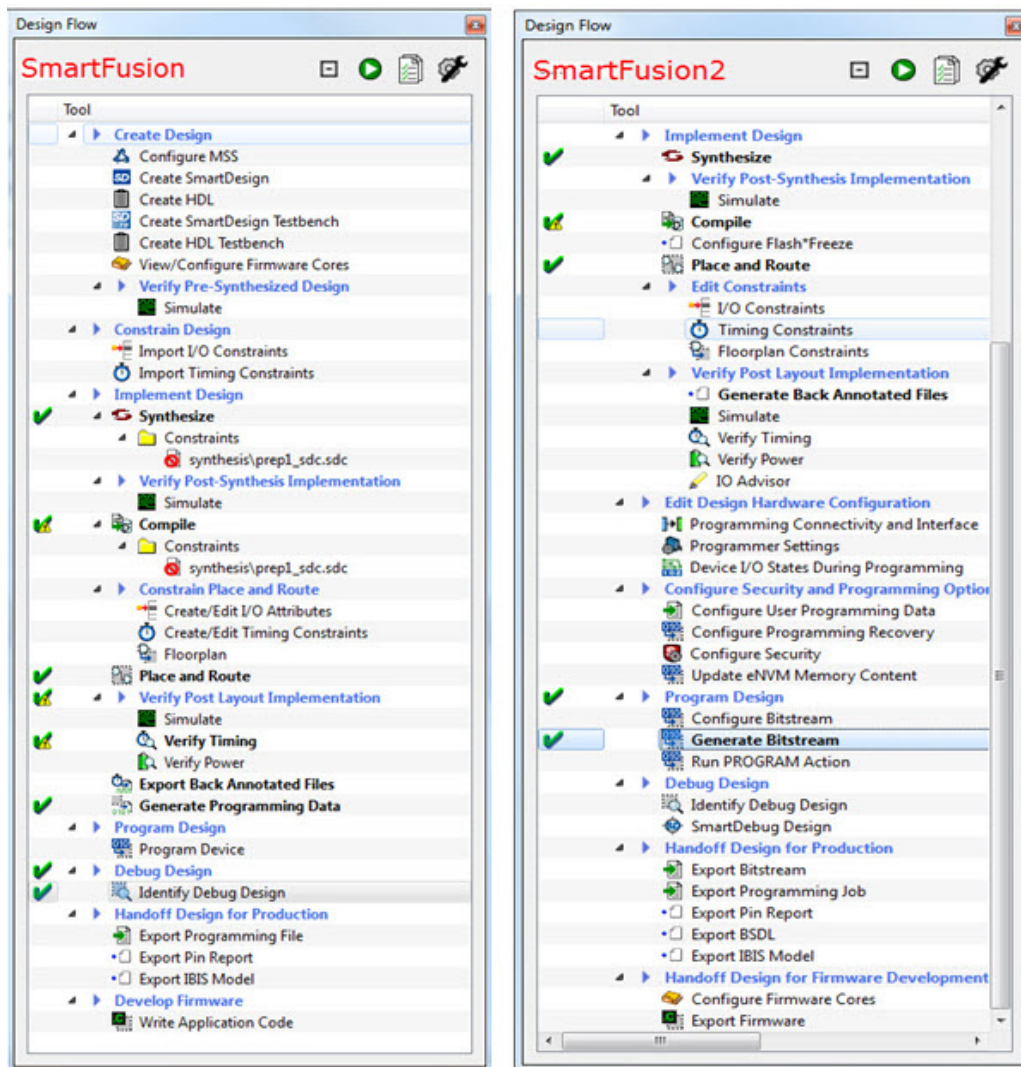 Design Flow
SmartFusion
Tool
Create Design
Configure MSS
Create SmartDesign
Create HDL
Create SmartDesign Testbench
Create HDL Testbench
View/Configure Firmware Cores
Verify Pre-Synthesized Design
Simulate
Constrain Design
Import I/O Constraints
Import Timing Constraints
Implement Design
Synthesize
Constraints
synthesis\prep1_sdc.sdc
Verify Post-Synthesis Implementation
Simulate
Compile
Constraints
synthesis\prep1_sdc.sdc
Constrain Place and Route
Create/Edit I/O Attributes
Create/Edit Timing Constraints
Floorplan
Place and Route
Verify Post Layout Implementation
Simulate
Verify Timing
Verify Power
Export Back Annotated Files
Generate Programming Data
Program Design
Program Device
Debug Design
Identify Debug Design
Handoff Design for Production
Export Programming File
Export Pin Report
Export IBIS Model
Develop Firmware
Write Application Code
Design Flow
SmartFusion2
Tool
Implement Design
Synthesize
Verify Post-Synthesis Implementation
Simulate
Compile
Configure Flash*Freeze
Place and Route
Edit Constraints
I/O Constraints
Timing Constraints
Floorplan Constraints
Verify Post Layout Implementation
Generate Back Annotated Files
Simulate
Verify Timing
Verify Power
IO Advisor
Edit Design Hardware Configuration
Programming Connectivity and Interface
Programmer Settings
Device I/O States During Programming
Configure Security and Programming Option
Configure User Programming Data
Configure Programming Recovery
Configure Security
Update eNVM Memory Content
Program Design
Configure Bitstream
Generate Bitstream
Run PROGRAM Action
Debug Design
Identify Debug Design
SmartDebug Design
Handoff Design for Production
Export Bitstream
Export Programming Job
Export Pin Report
Export BSDL
Export IBIS Model
Handoff Design for Firmware Development
Configure Firmware Cores
Export Firmware